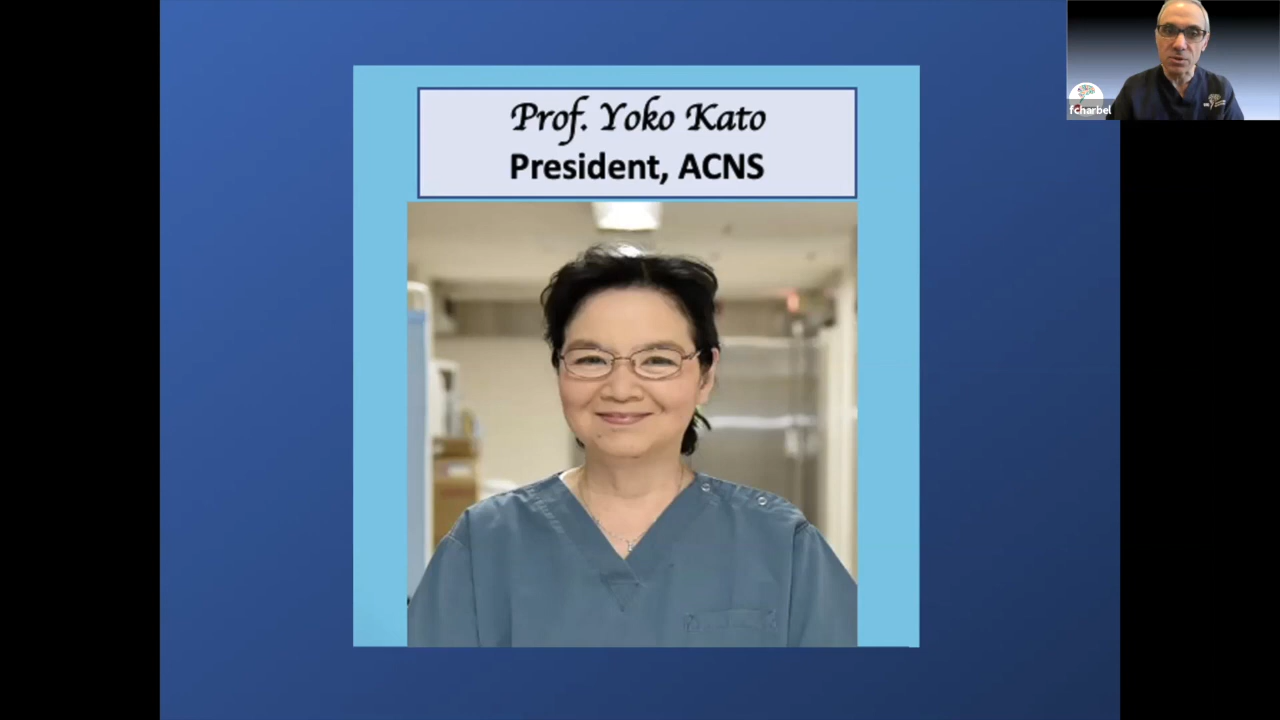 Prof. Yoko Kato
President, ACNS
fcharbel